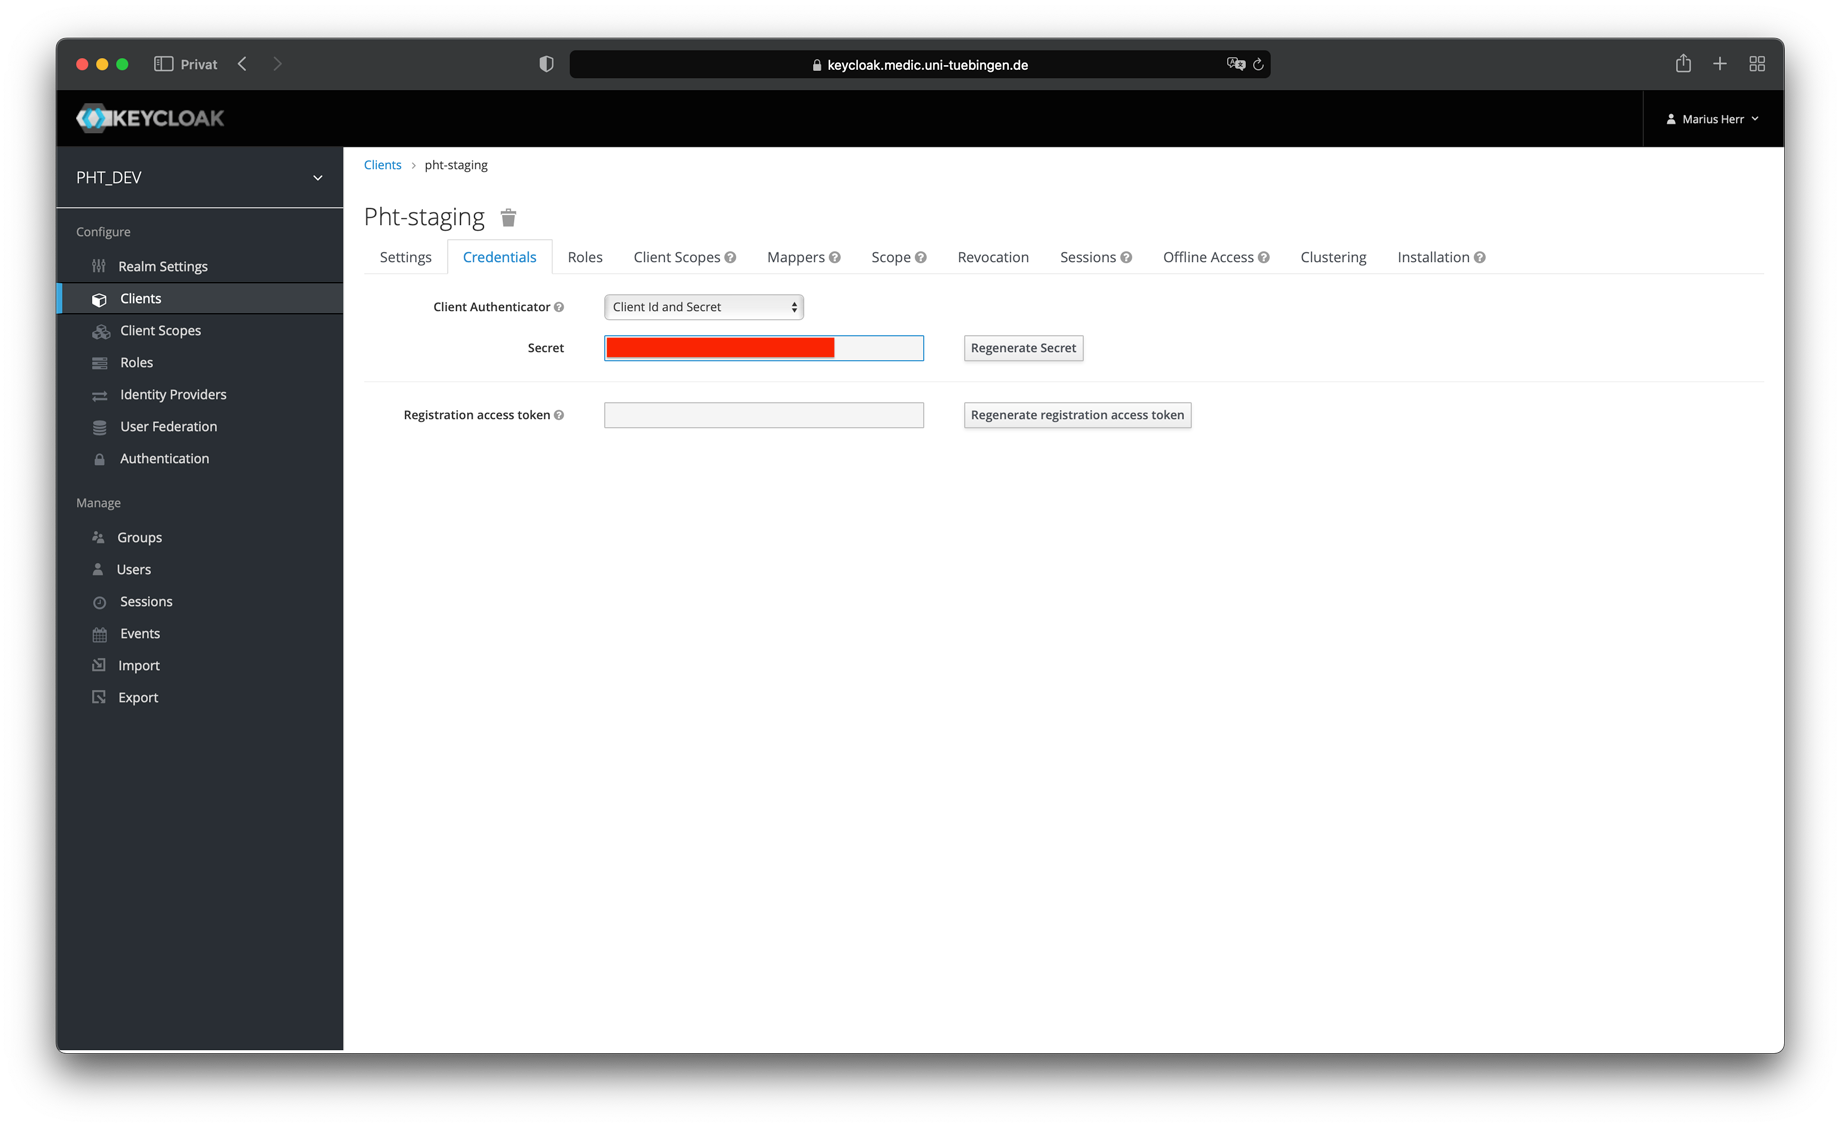 Privat
keycloak.medic.uni-tuebingen.de
KEYCLOAK
Marius Herr
PHT_DEV
Configure
Realm Settings
Clients
Client Scopes
Roles
Identity Providers
User Federation
Authentication
Manage
Groups
Users
Sessions
Events
Import
Export
Clients > pht-staging
Pht-staging
Settings Credentials Roles Client Scopes Mappers Scope Revocation Sessions Offline Access Clustering Installation
Client Authenticator Client Id and Secret
Secret Regenerate Secret
Registration access token Regenerate registration access token